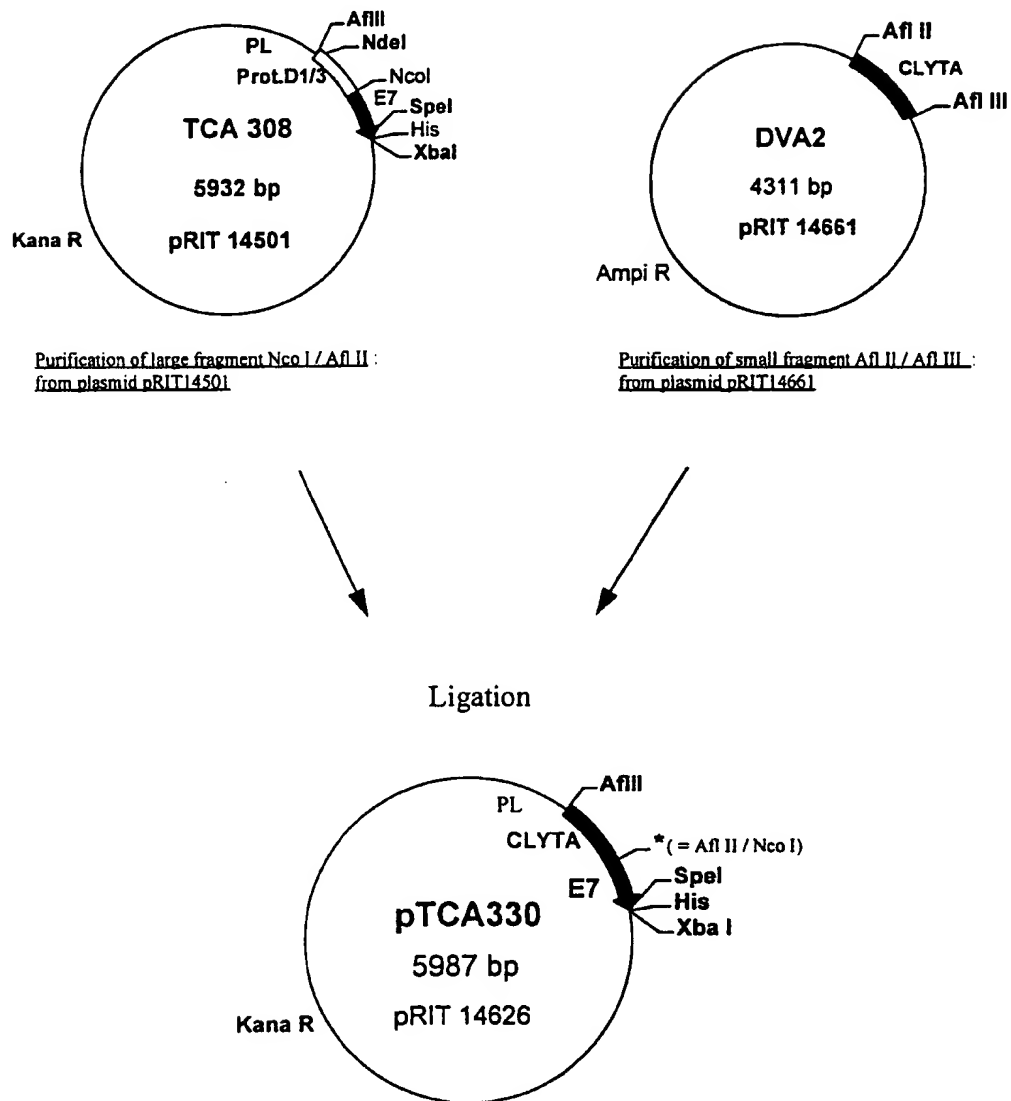 AflII
NdeI
PL
Prot.D1/3
NcoI
E7
SpeI
His
XbaI
TCA 308
5932 bp
pRIT 14501
Kana R
Purification of large fragment Nco I / Afl II :
from plasmid pRIT14501
Afl II
CLYTA
Afl III
DVA2
4311 bp
pRIT 14661
Ampi R
Purification of small fragment Afl II / Afl III :
from plasmid pRIT14661
Ligation
AflII
PL
CLYTA
*( = Afl II / Nco I)
E7
SpeI
His
Xba I
pTCA330
5987 bp
pRIT 14626
Kana R